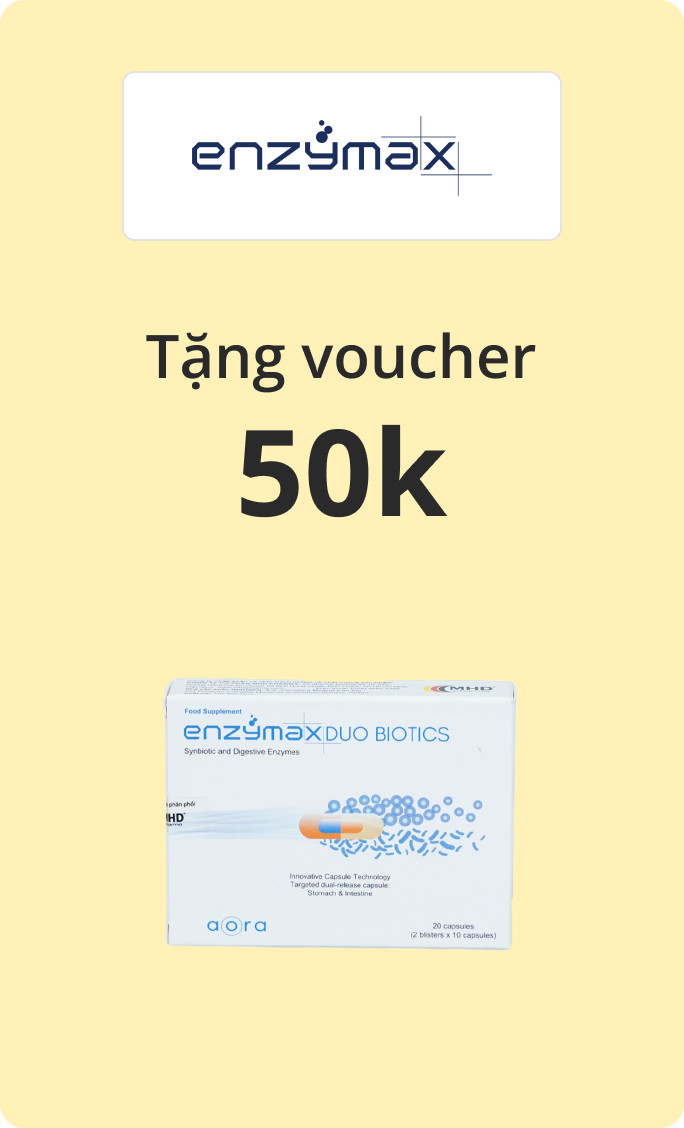 enzymax
Tặng voucher
50k
MHD
Food Supplement
enzymax DUO BIOTICS
Synbiotic and Digestive Enzymes
phân phối
Innovative Capsule Technology
Targeted dual-release capsule:
Stomach & Intestine
aora
20 capsules
(2 blisters x 10 capsules)